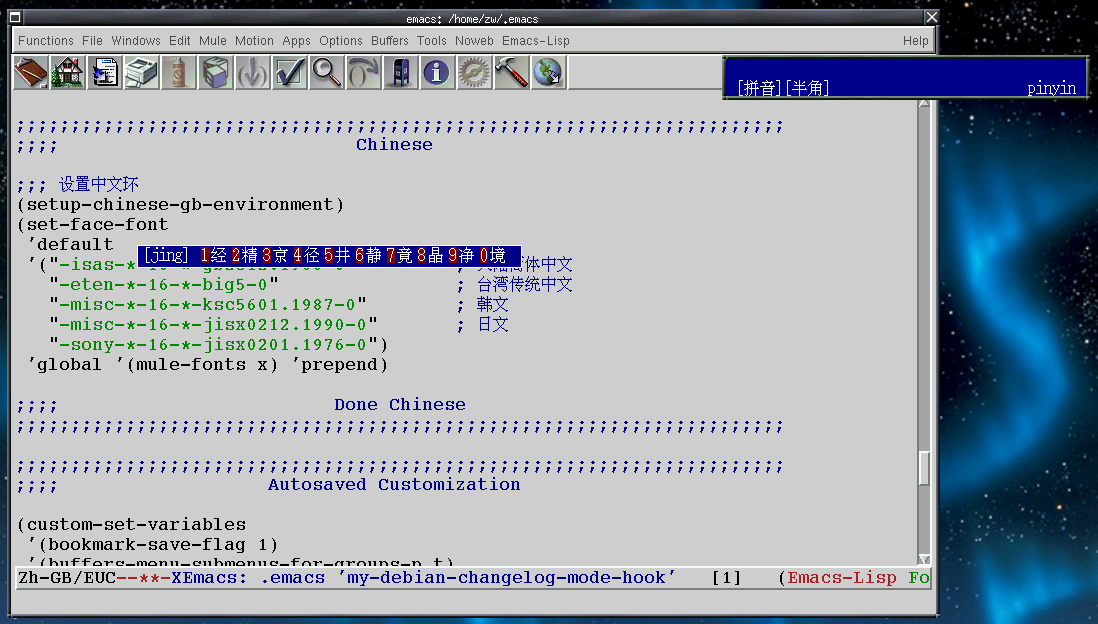 emacs: /home/zw/.emacs
Functions File Windows Edit Mule Motion Apps Options Buffers Tools Noweb Emacs-Lisp Help
[拼音][半角] pinyin
;;;;;;;;;;;;;;;;;;;;;;;;;;;;;;;;;;;;;;;;;;;;;;;;;;;;;;;;;;;;;;;;;;;;;;
;;;; Chinese
;;; 设置中文环
(setup-chinese-gb-environment)
(set-face-font
'default
[jing] 1经 2精 3京 4径 5井 6静 7竟 8晶 9净 0境
'("-isas-*-16-*-gb2312.1980-0" ; 大陆简体中文
"-eten-*-16-*-big5-0" ; 台湾传统中文
"-misc-*-16-*-ksc5601.1987-0" ; 韩文
"-misc-*-16-*-jisx0212.1990-0" ; 日文
"-sony-*-16-*-jisx0201.1976-0")
'global '(mule-fonts x) 'prepend)
;;;; Done Chinese
;;;;;;;;;;;;;;;;;;;;;;;;;;;;;;;;;;;;;;;;;;;;;;;;;;;;;;;;;;;;;;;;;;;;;;
;;;;;;;;;;;;;;;;;;;;;;;;;;;;;;;;;;;;;;;;;;;;;;;;;;;;;;;;;;;;;;;;;;;;;;
;;;; Autosaved Customization
(custom-set-variables
'(bookmark-save-flag 1)
'(buffers-menu-submenus-for-groups-p t)
Zh-GB/EUC--**-XEmacs: .emacs 'my-debian-changelog-mode-hook' [1] (Emacs-Lisp Fo